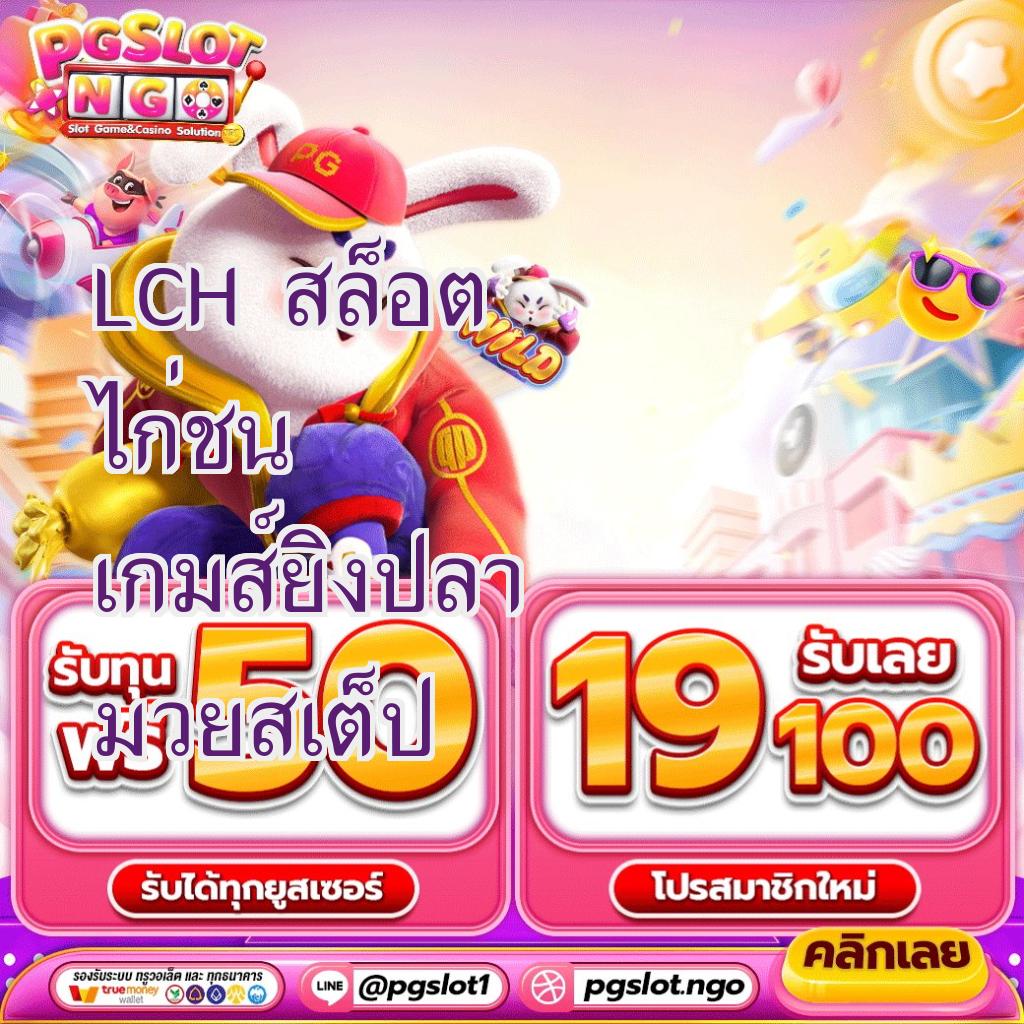 PGSLOT
NGO
Slot Game&Casino Solution
PG
WILD
LCH สล็อต
ไก่ชน
เกมส์ยิงปลา
มวยสเต็ป
รับทุน
ฟรี
50
รับได้ทุกยูสเซอร์
19
รับเลย
100
โปรสมาชิกใหม่
คลิกเลย
รองรับระบบ ทรูวอเล็ต และ ทุกธนาคาร
truemoney
wallet
LINE
@pgslot1
pgslot.ngo